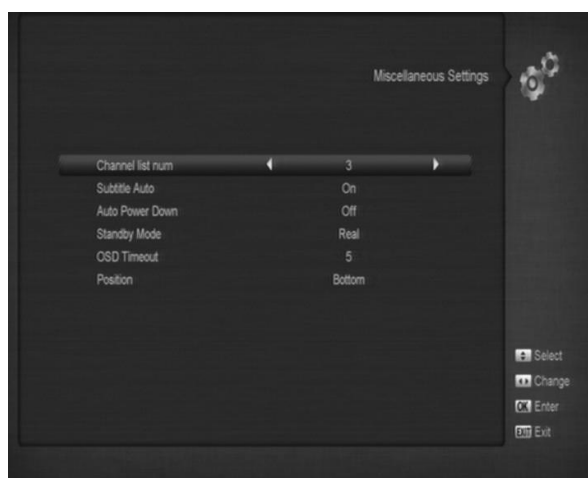 Miscellaneous Settings
Channel list num 3
Subtitle Auto On
Auto Power Down Off
Standby Mode Real
OSD Timeout 5
Position Bottom
Select
Change
OK Enter
EXIT Exit